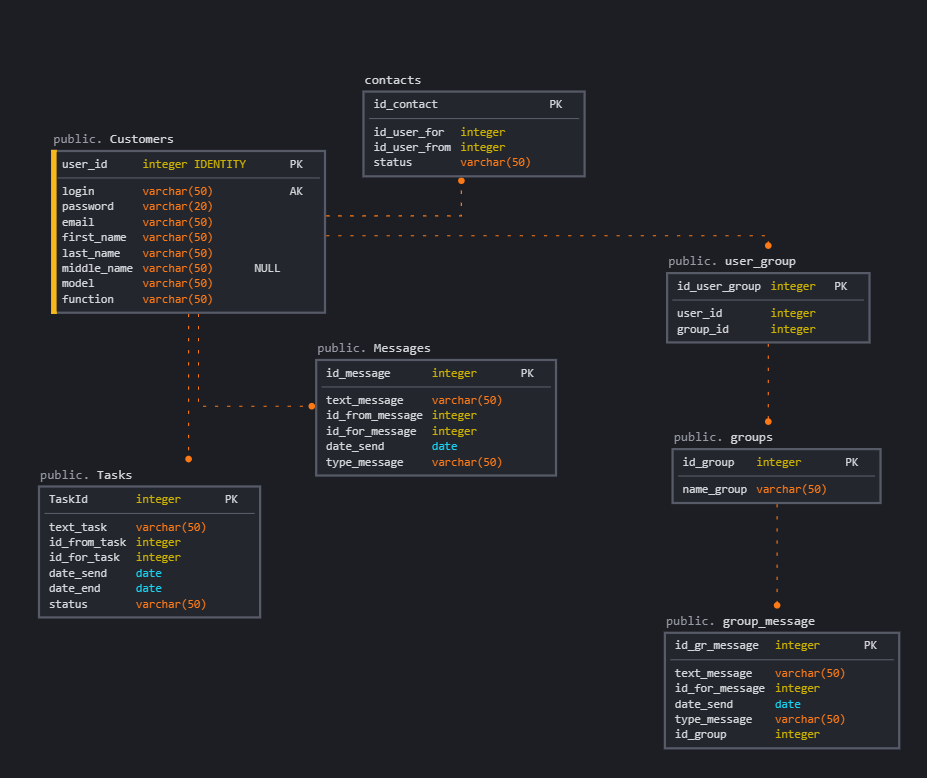 contacts
id_contact PK
id_user_for integer
id_user_from integer
status varchar(50)
public. Customers
user_id integer IDENTITY PK
login varchar(50) AK
password varchar(20)
email varchar(50)
first_name varchar(50)
last_name varchar(50)
middle_name varchar(50) NULL
model varchar(50)
function varchar(50)
public. user_group
id_user_group integer PK
user_id integer
group_id integer
public. Messages
id_message integer PK
text_message varchar(50)
id_from_message integer
id_for_message integer
date_send date
type_message varchar(50)
public. groups
id_group integer PK
name_group varchar(50)
public. Tasks
TaskId integer PK
text_task varchar(50)
id_from_task integer
id_for_task integer
date_send date
date_end date
status varchar(50)
public. group_message
id_gr_message integer PK
text_message varchar(50)
id_for_message integer
date_send date
type_message varchar(50)
id_group integer